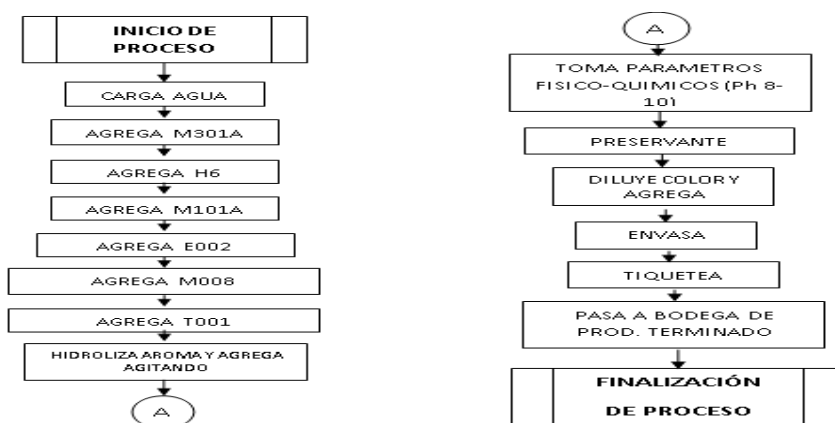 INICIO DE
PROCESO
CARGA AGUA
AGREGA M301A
AGREGA H6
AGREGA M101A
AGREGA E002
AGREGA M008
AGREGA T001
HIDROLIZA AROMA Y AGREGA
AGITANDO
A
A
TOMA PARAMETROS
FISICO-QUIMICOS (Ph 8-
10)
PRESERVANTE
DILUYE COLOR Y
AGREGA
ENVASA
TIQUETEA
PASA A BODEGA DE
PROD. TERMINADO
FINALIZACIÓN
DE PROCESO